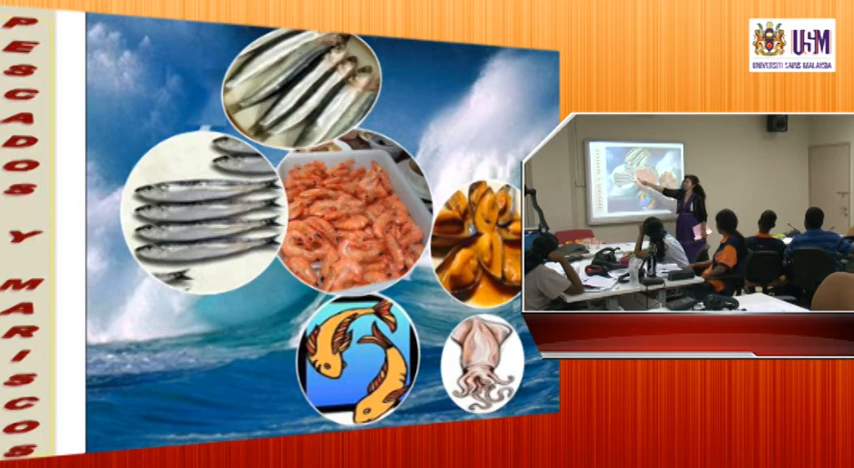 PESCADOS Y MARISCOS
USM
UNIVERSITI SAINS MALAYSIA